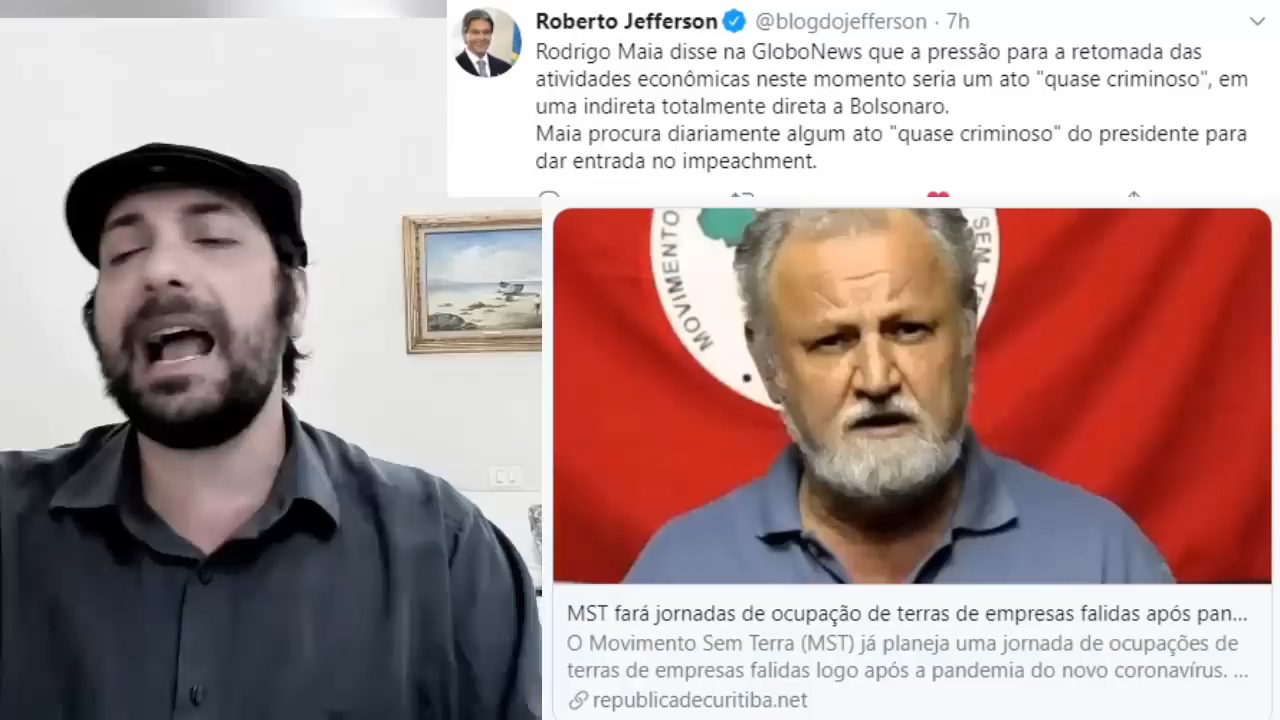 Roberto Jefferson @blogdojefferson · 7h
Rodrigo Maia disse na GloboNews que a pressão para a retomada das
atividades econômicas neste momento seria um ato "quase criminoso", em
uma indireta totalmente direta a Bolsonaro.
Maia procura diariamente algum ato "quase criminoso" do presidente para
dar entrada no impeachment.
MOVIMENTO
SEM
MST fará jornadas de ocupação de terras de empresas falidas após pan...
O Movimento Sem Terra (MST) já planeja uma jornada de ocupações de
terras de empresas falidas logo após a pandemia do novo coronavírus. ...
republicadecuritiba.net